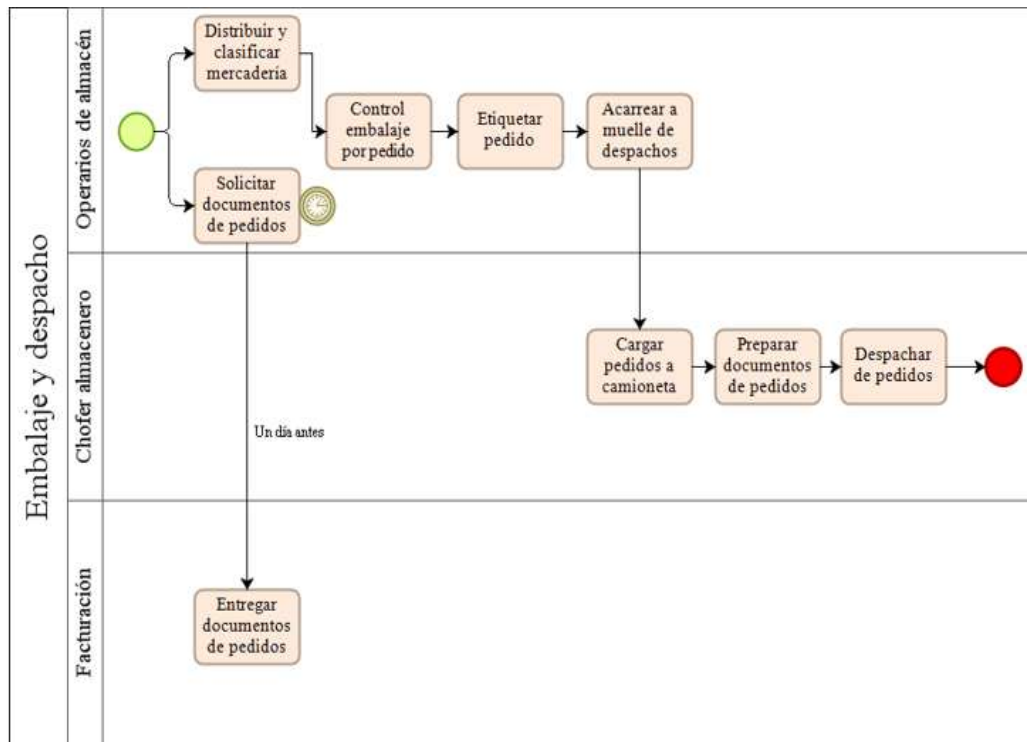 Embalaje y despacho
Operarios de almacén
Distribuir y
clasificar
mercadería
Control
embalaje
por pedido
Etiquetar
pedido
Acarrear a
muelle de
despachos
Solicitar
documentos
de pedidos
Chofer almacenero
Cargar
pedidos a
camioneta
Preparar
documentos
de pedidos
Despachar
de pedidos
Un día antes
Facturación
Entregar
documentos
de pedidos